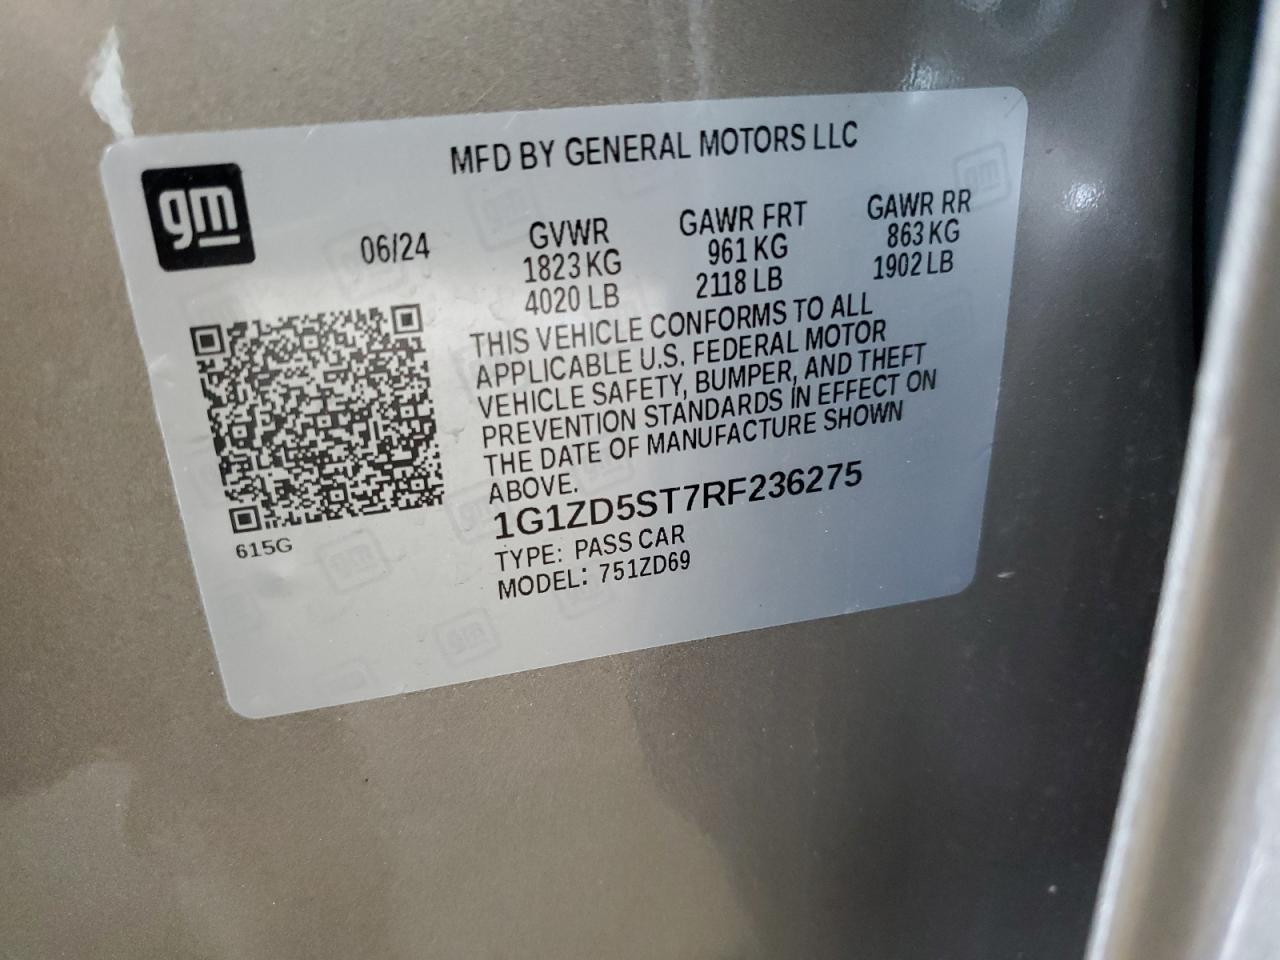 MFD BY GENERAL MOTORS LLC
gm
06/24
GVWR
1823 KG
4020 LB
GAWR FRT
961 KG
2118 LB
GAWR RR
863 KG
1902 LB
THIS VEHICLE CONFORMS TO ALL
APPLICABLE U.S. FEDERAL MOTOR
VEHICLE SAFETY, BUMPER, AND THEFT
PREVENTION STANDARDS IN EFFECT ON
THE DATE OF MANUFACTURE SHOWN
ABOVE.
1G1ZD5ST7RF236275
TYPE: PASS CAR
MODEL: 751ZD69
615G